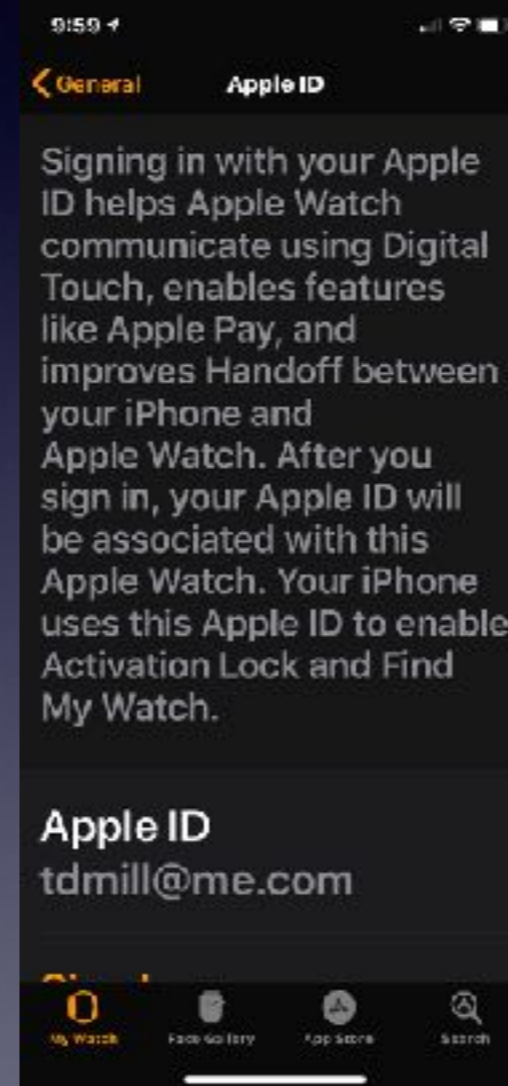 9:59
General
Apple ID
Signing in with your Apple
ID helps Apple Watch
communicate using Digital
Touch, enables features
like Apple Pay, and
improves Handoff between
your iPhone and
Apple Watch. After you
sign in, your Apple ID will
be associated with this
Apple Watch. Your iPhone
uses this Apple ID to enable
Activation Lock and Find
My Watch.
Apple ID
tdmill@me.com
My Watch
Face Gallery
App Store
Search